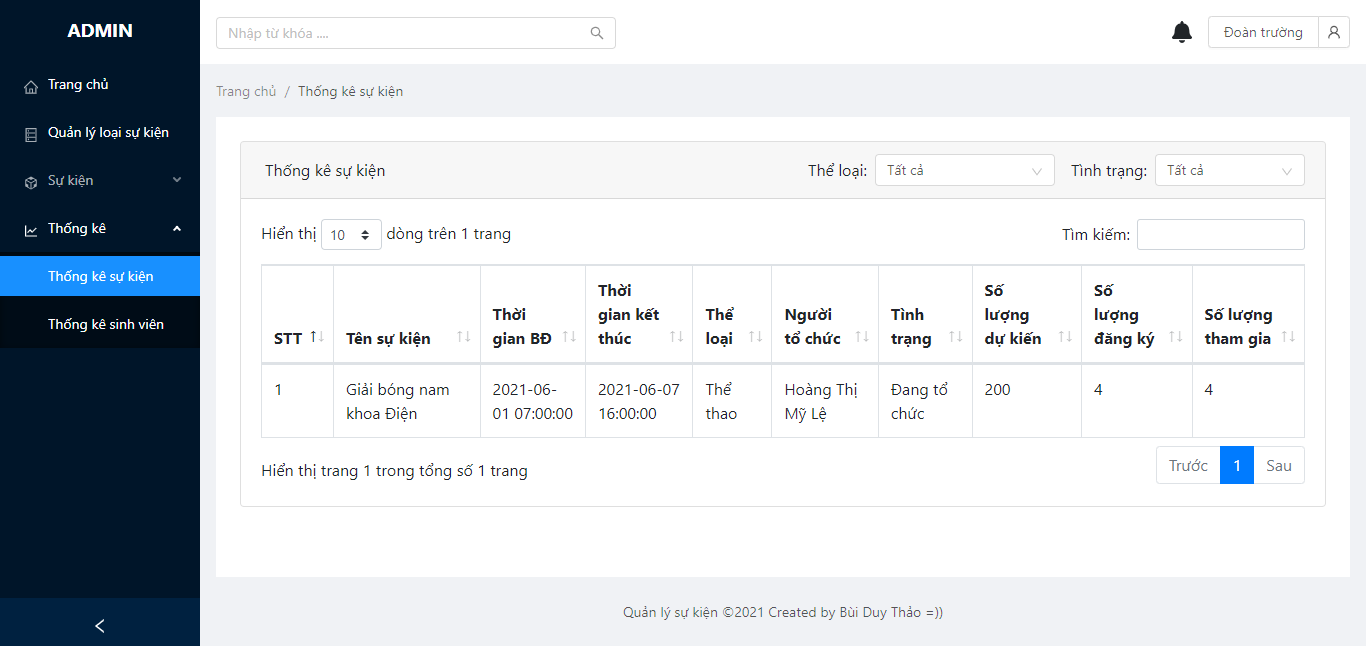 ADMIN
Trang chủ
Quản lý loại sự kiện
Sự kiện
Thống kê
Thống kê sự kiện
Thống kê sinh viên
Nhập từ khóa ....
Đoàn trường
Trang chủ / Thống kê sự kiện
Thống kê sự kiện
Thể loại: Tất cả
Tình trạng: Tất cả
Hiển thị 10 dòng trên 1 trang
Tìm kiếm:
STT
Tên sự kiện
Thời
gian BĐ
Thời
gian kết
thúc
Thể
loại
Người
tổ chức
Tình
trạng
Số
lượng
dự kiến
Số
lượng
đăng ký
Số lượng
tham gia
1
Giải bóng nam
khoa Điện
2021-06-
01 07:00:00
2021-06-07
16:00:00
Thể
thao
Hoàng Thị
Mỹ Lệ
Đang tổ
chức
200
4
4
Hiển thị trang 1 trong tổng số 1 trang
Trước 1 Sau
Quản lý sự kiện ©2021 Created by Bùi Duy Thảo =))